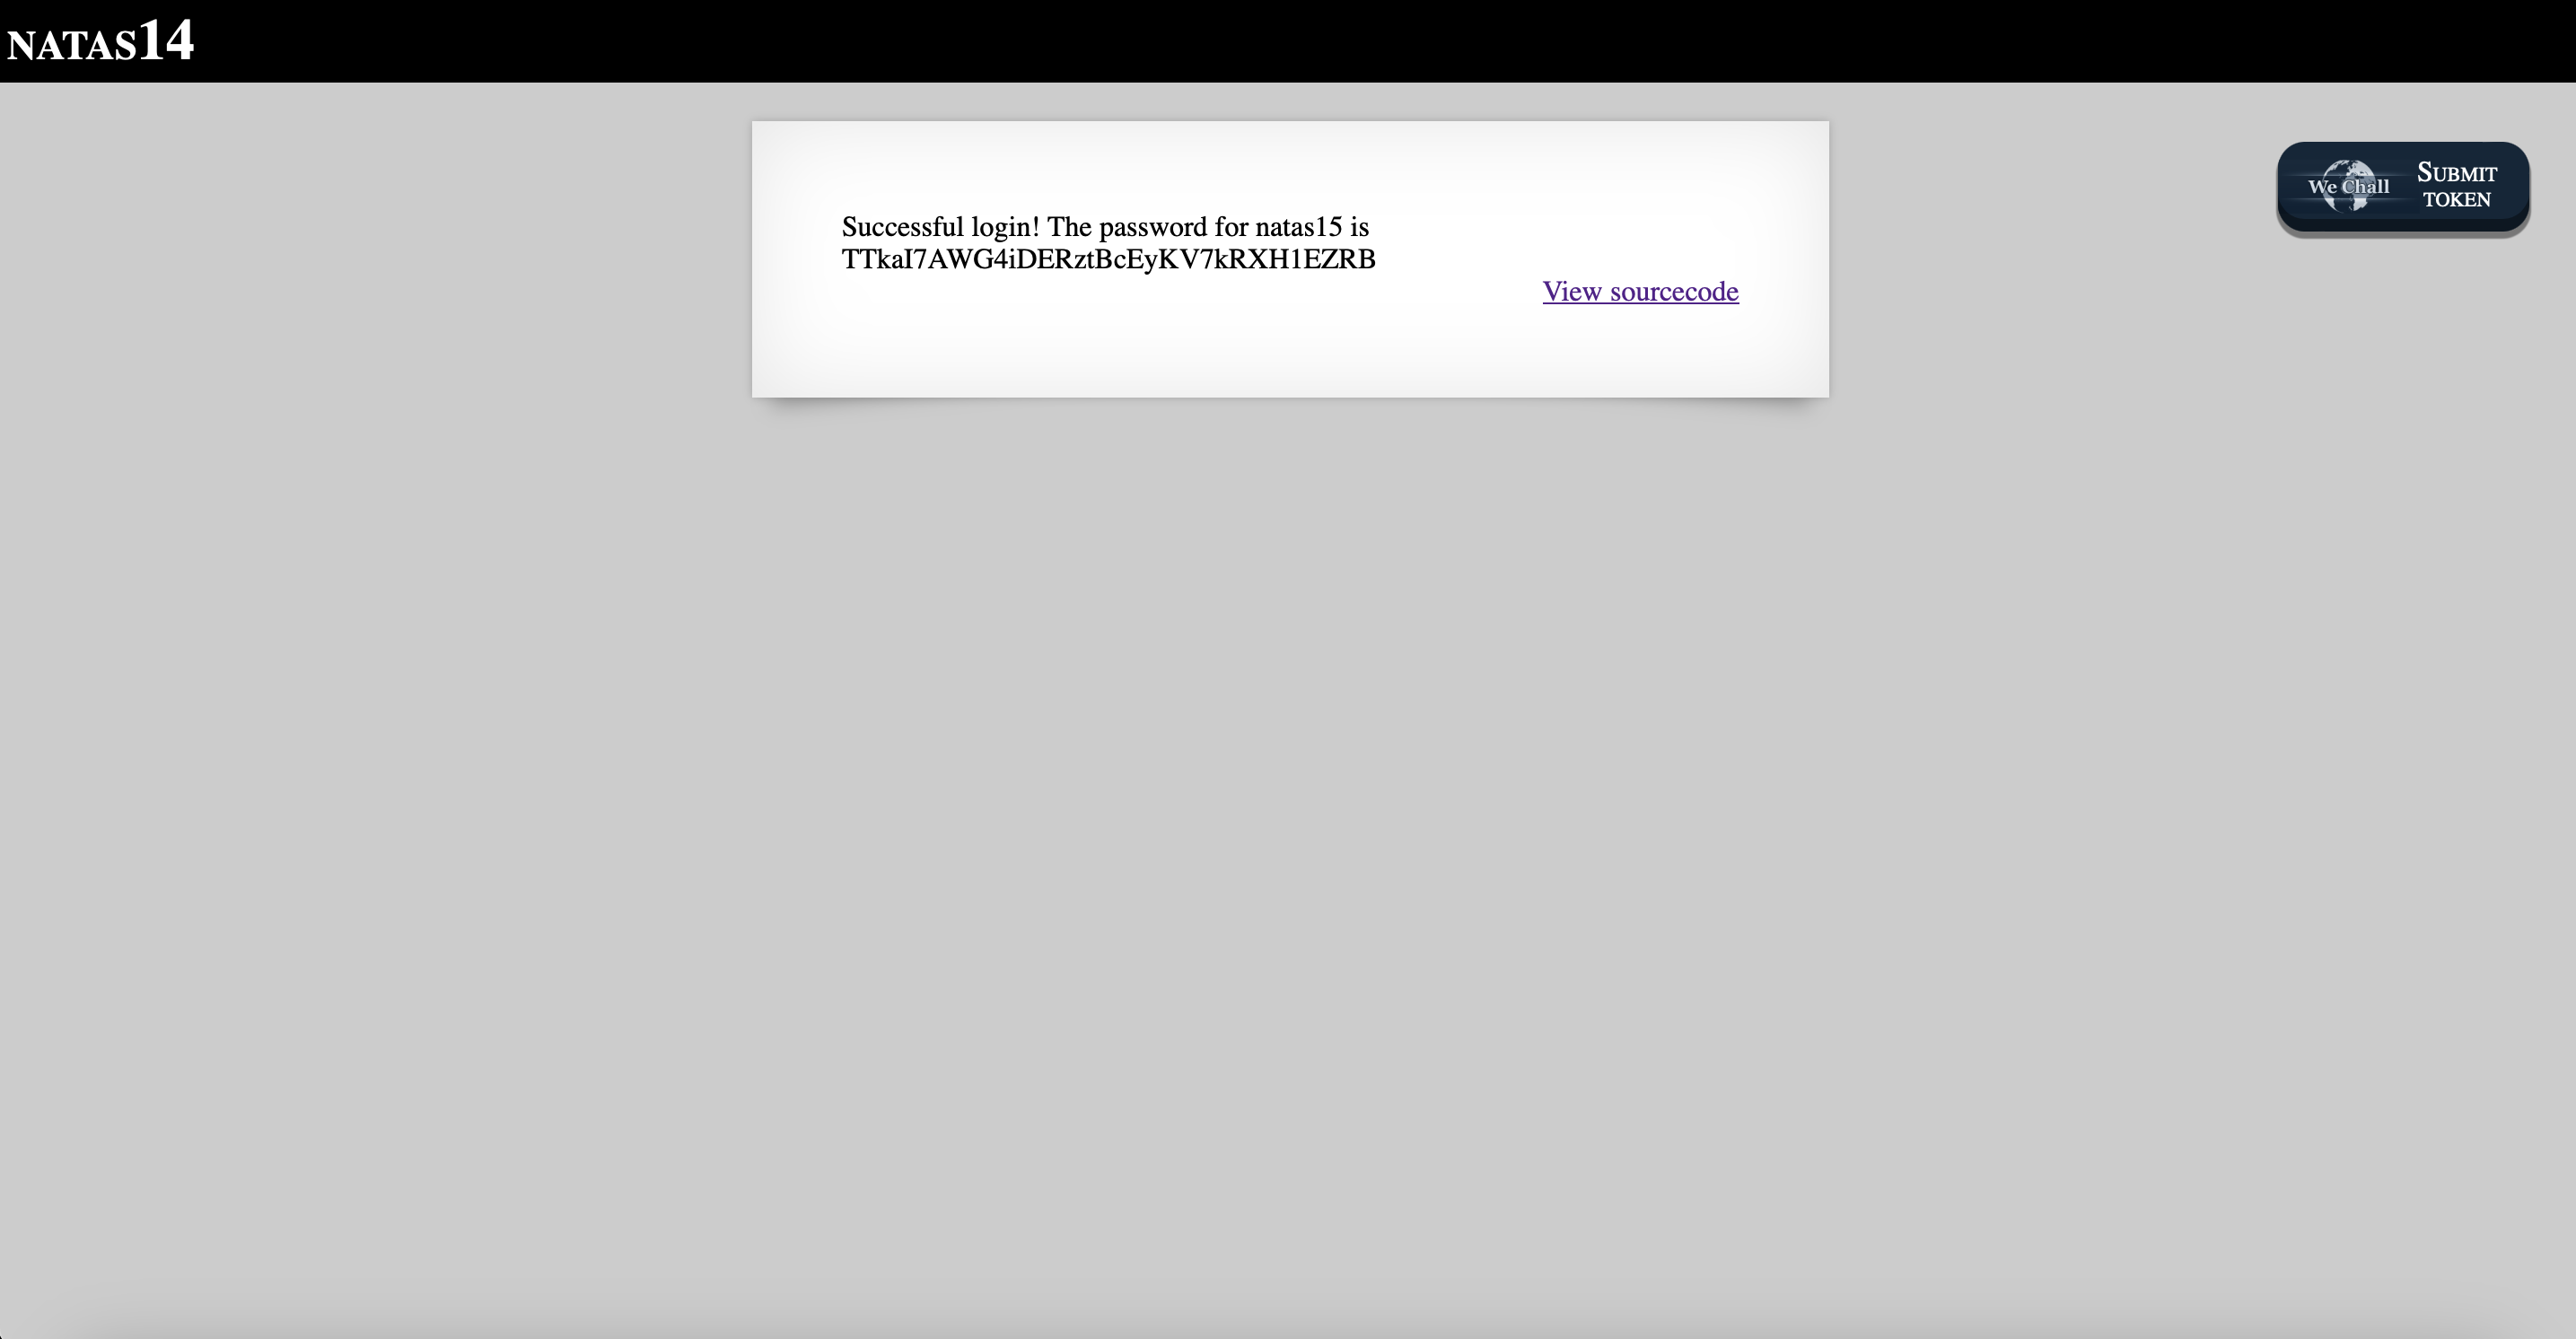 NATAS14
Successful login! The password for natas15 is
TTkaI7AWG4iDERztBcEyKV7kRXH1EZRB
View sourcecode
We Chall
SUBMIT
TOKEN